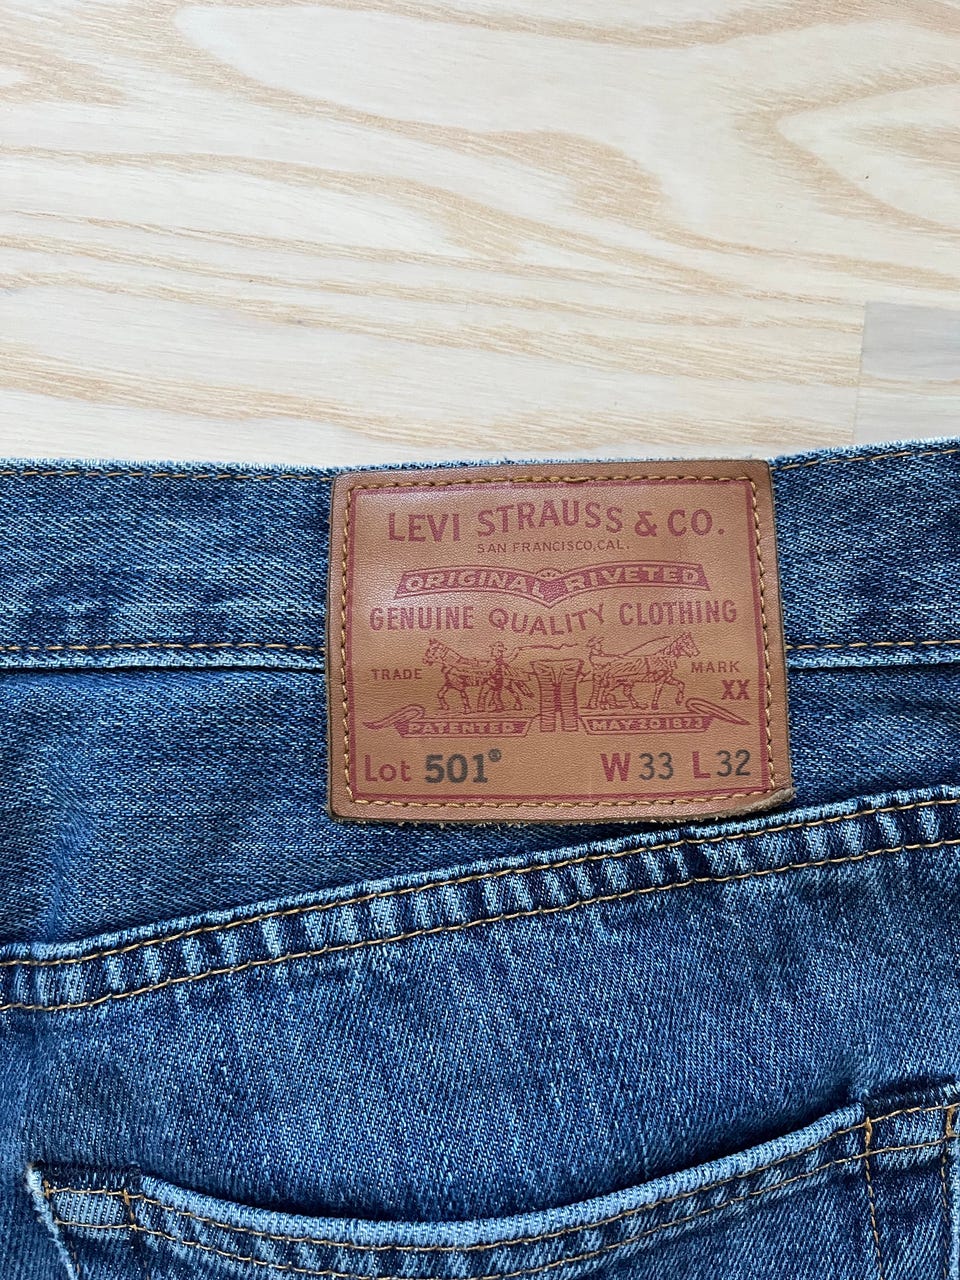 LEVI STRAUSS & CO.
SAN FRANCISCO, CAL.
ORIGINAL RIVETED
GENUINE QUALITY CLOTHING
TRADE MARK
XX
PATENTED MAY 20 1873
Lot 501® W 33 L 32